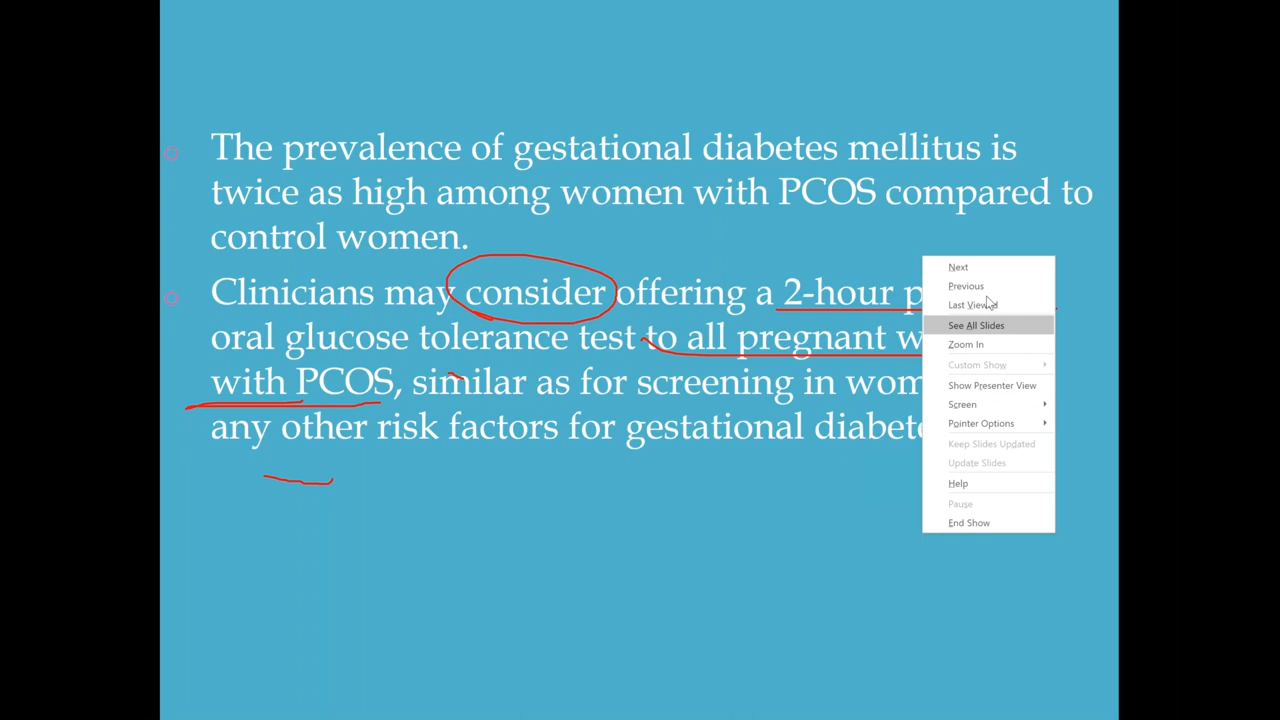 The prevalence of gestational diabetes mellitus is
twice as high among women with PCOS compared to
control women.
Clinicians may consider offering a 2-hour
oral glucose tolerance test to all pregnant
with PCOS, similar as for screening in
any other risk factors for gestational
Next
Previous
Last Viewed
See All Slides
Zoom In
Custom Show
Show Presenter View
Screen
Pointer Options
Keep Slides Updated
Update Slides
Help
Pause
End Show